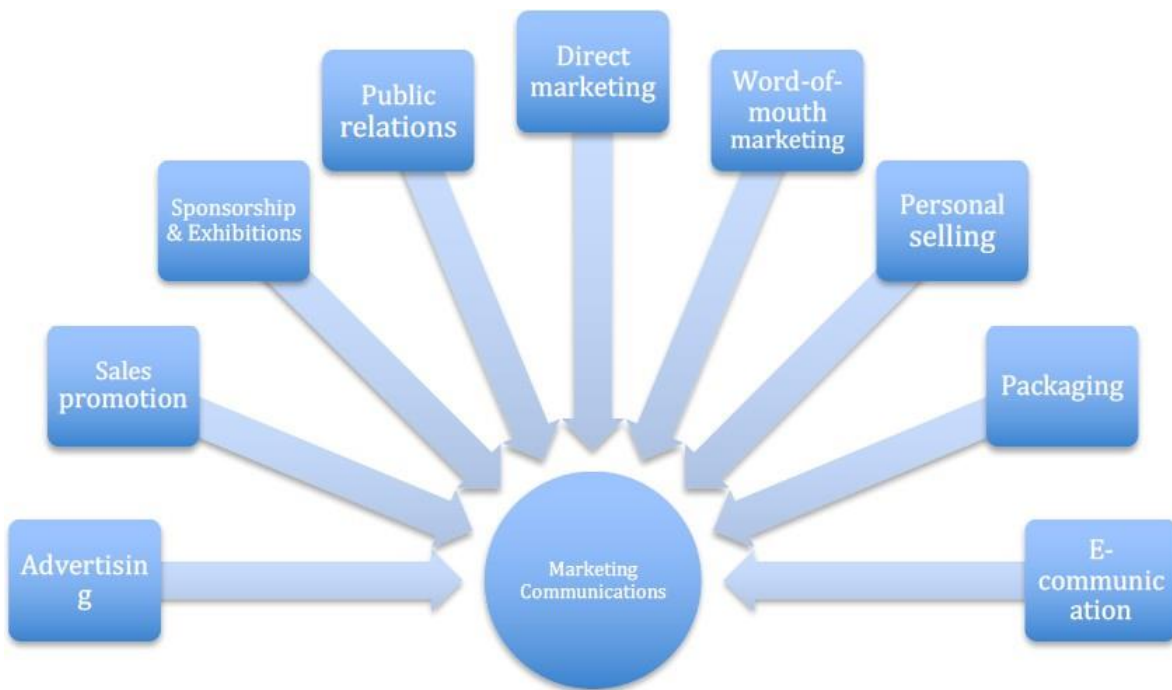 Direct
marketing
Public
relations
Word-of-
mouth
marketing
Sponsorship
& Exhibitions
Personal
selling
Sales
promotion
Packaging
Advertisin
g
Marketing
Communications
E-
communic
ation